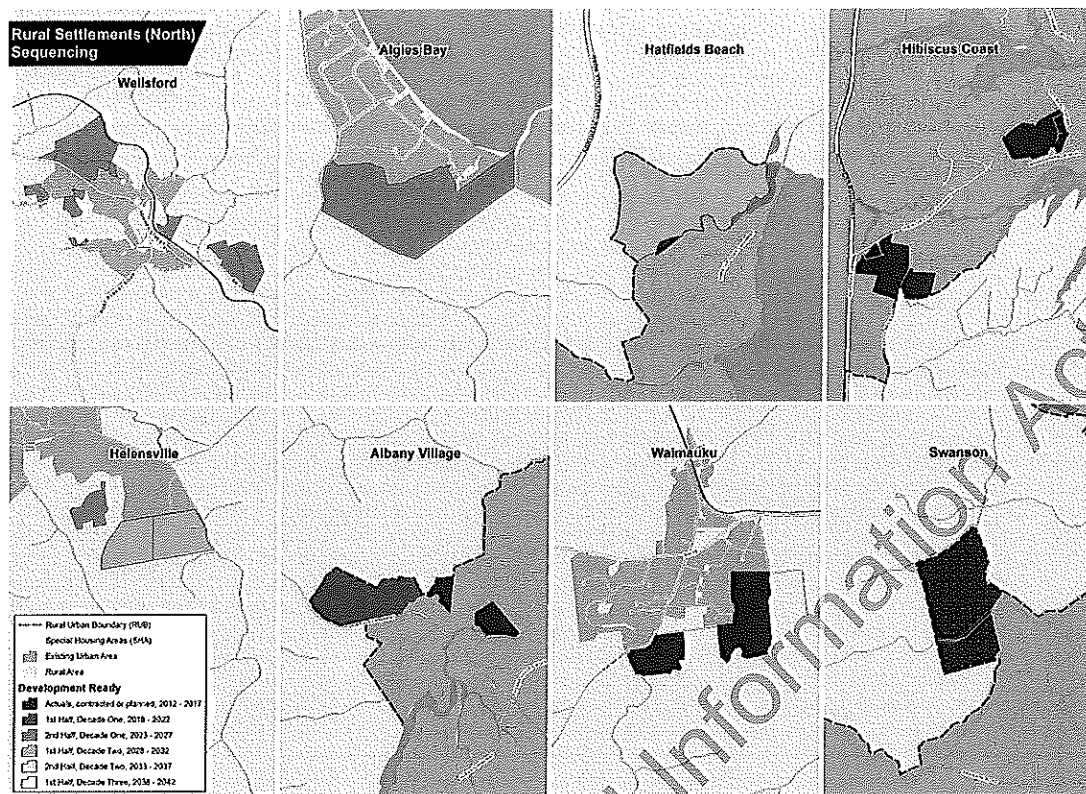 Rural Settlements (North)
Sequencing
Wellsford
Algies Bay
Hatfields Beach
Hibiscus Coast
Helensville
Albany Village
Waimauku
Swanson
Rural Urban Boundary (RUB)
Special Housing Areas (SHA)
Existing Urban Area
Rural Area
Development Ready
Actuals, contracted or planned, 2012 - 2017
1st Half, Decade One, 2018 - 2022
2nd Half, Decade One, 2023 - 2027
1st Half, Decade Two, 2028 - 2032
2nd Half, Decade Two, 2033 - 2037
1st Half, Decade Three, 2038 - 2042
Information Ac